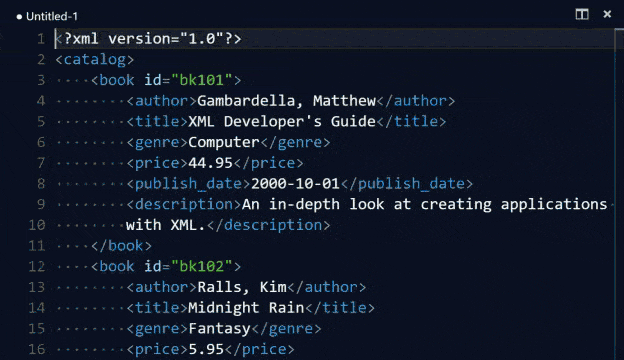 ● Untitled-1
1 <?xml version="1.0"?>
2 <catalog>
3 ····<book id="bk101">
4 ········<author>Gambardella, Matthew</author>
5 ········<title>XML Developer's Guide</title>
6 ········<genre>Computer</genre>
7 ········<price>44.95</price>
8 ········<publish_date>2000-10-01</publish_date>
9 ········<description>An in-depth look at creating applications·
10 ········with XML.</description>
11 ····</book>
12 ····<book id="bk102">
13 ········<author>Ralls, Kim</author>
14 ········<title>Midnight Rain</title>
15 ········<genre>Fantasy</genre>
16 ········<price>5.95</price>